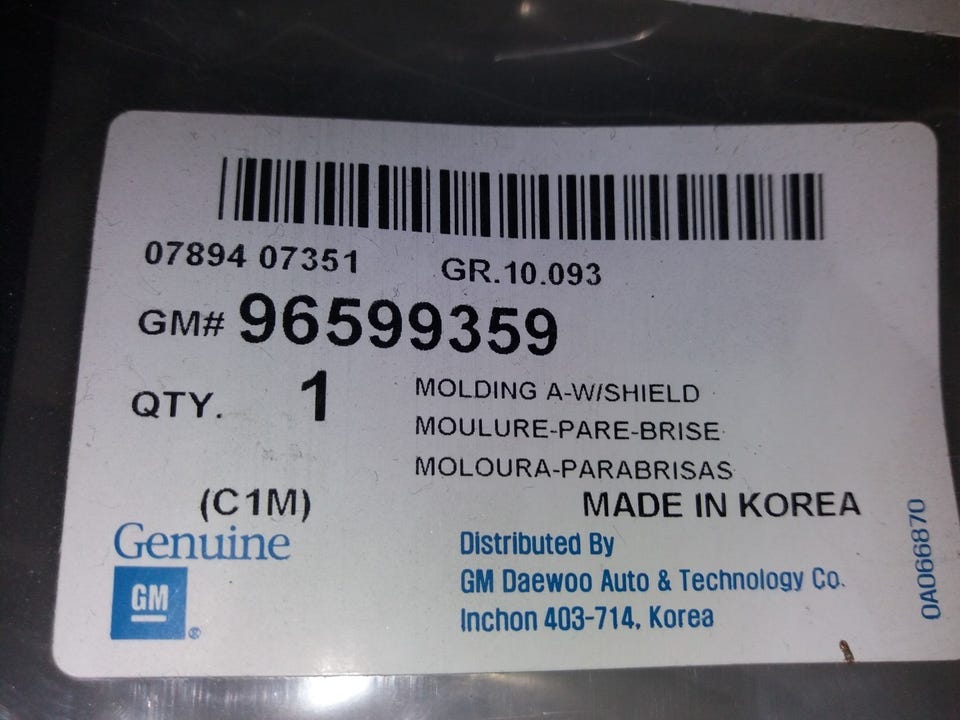 07894 07351 GR.10.093
GM# 96599359
QTY. 1 MOLDING A-W/SHIELD
MOULURE-PARE-BRISE
MOLOURA-PARABRISAS
(C1M) MADE IN KOREA
Genuine
GM ®
Distributed By
GM Daewoo Auto & Technology Co.
Inchon 403-714, Korea
0A066870